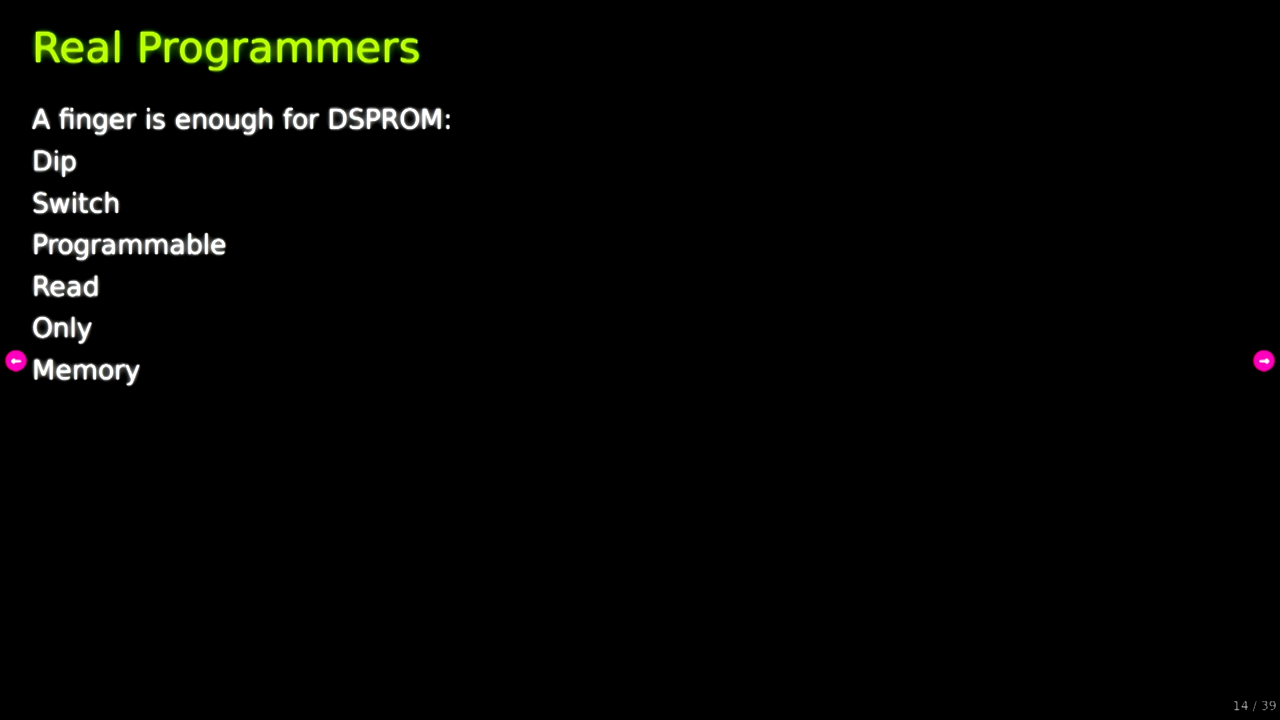 Real Programmers
A finger is enough for DSPROM:
Dip
Switch
Programmable
Read
Only
Memory
14 / 39